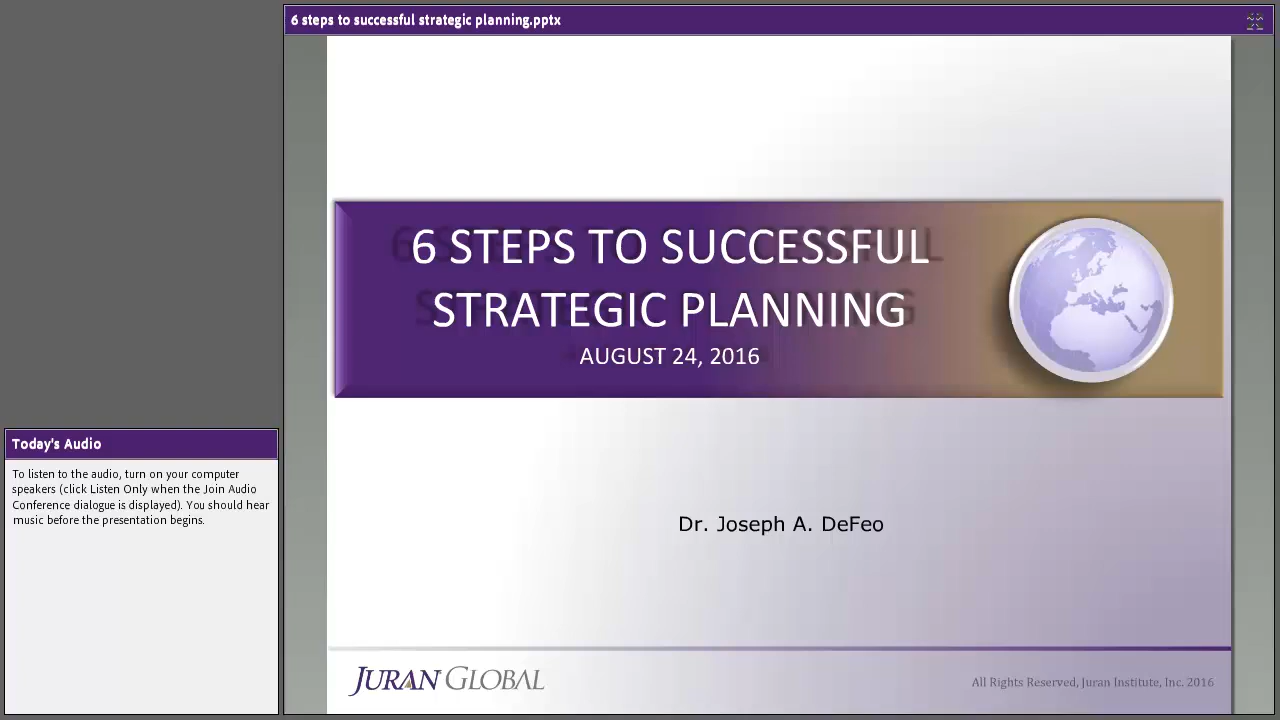 6 steps to successful strategic planning.pptx
6 STEPS TO SUCCESSFUL
STRATEGIC PLANNING
AUGUST 24, 2016
Dr. Joseph A. DeFeo
JURAN GLOBAL
All Rights Reserved, Juran Institute, Inc. 2016
Today's Audio
To listen to the audio, turn on your computer
speakers (click Listen Only when the Join Audio
Conference dialogue is displayed). You should hear
music before the presentation begins.